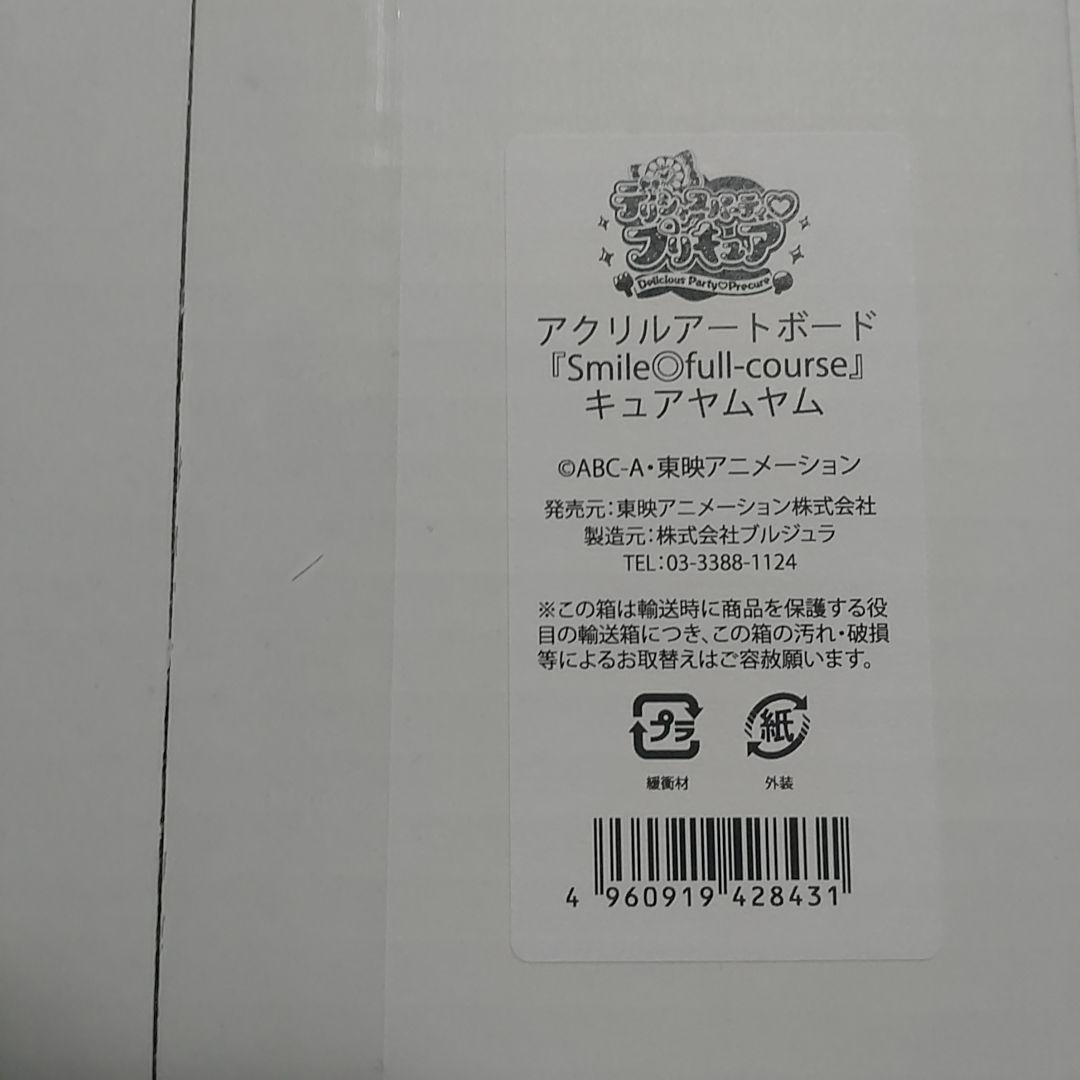 デリシャスパーティ♡
プリキュア
Delicious Party♡Precure
アクリルアートボード
『Smile◎full-course』
キュアヤムヤム
©ABC-A・東映アニメーション
発売元：東映アニメーション株式会社
製造元：株式会社ブルジュラ
TEL：03-3388-1124
※この箱は輸送時に商品を保護する役
目の輸送箱につき、この箱の汚れ・破損
等によるお取替えはご容赦願います。
プラ 紙
緩衝材 外装
4 960919 428431